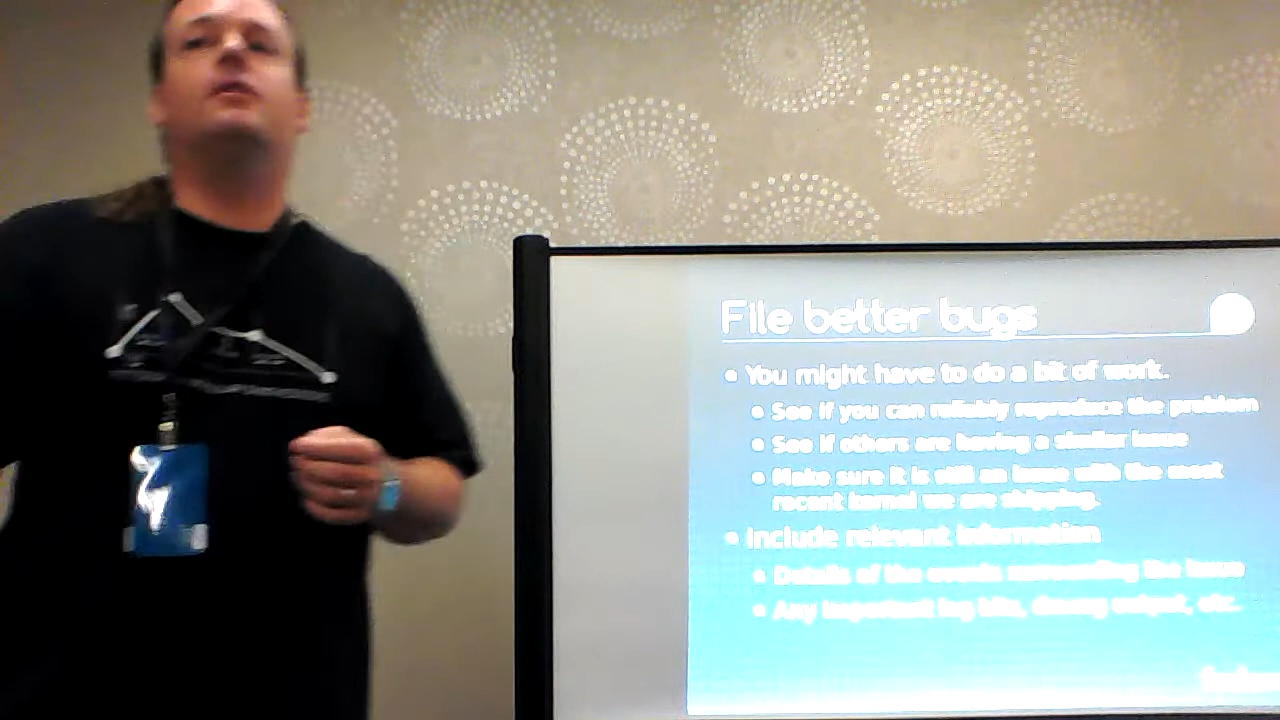 File better bugs
You might have to do a bit of work.
See if you can reliably reproduce the problem
See if others are having a similar issue
Make sure it is still an issue with the most
recent kernel we are shipping.
Include relevant information
Details of the events surrounding the issue
Any important log bits, dmesg output, etc.